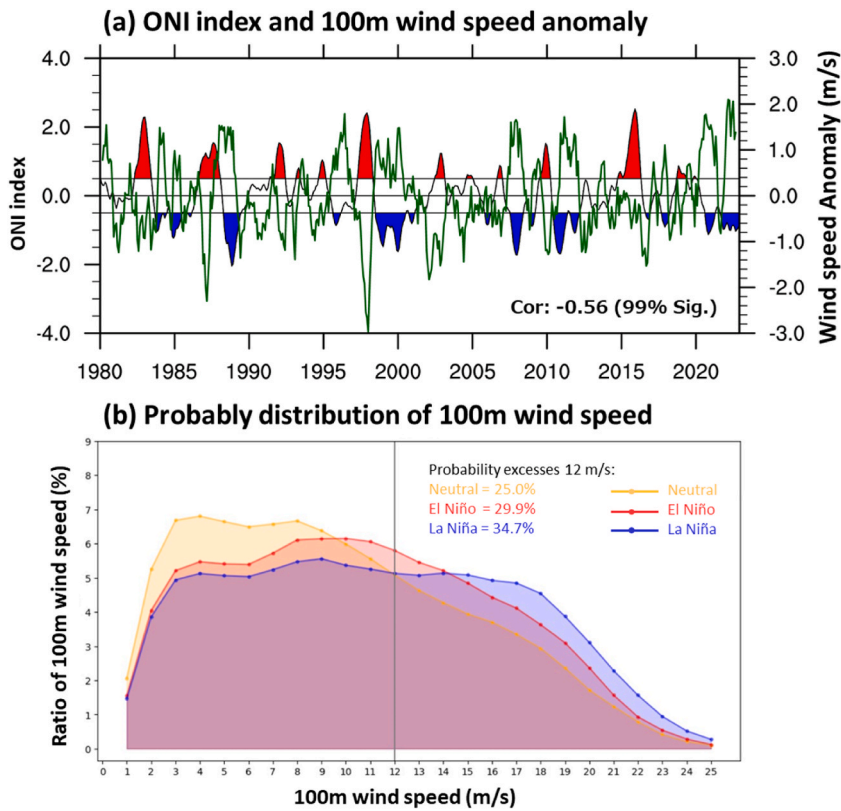 (a) ONI index and 100m wind speed anomaly
4.0
2.0
0.0
-2.0
-4.0
ONI index
3.0
2.0
1.0
0.0
-1.0
-2.0
-3.0
Wind speed Anomaly (m/s)
Cor: -0.56 (99% Sig.)
1980 1985 1990 1995 2000 2005 2010 2015 2020
(b) Probably distribution of 100m wind speed
9
8
7
6
5
4
3
2
1
0
Ratio of 100m wind speed (%)
Probability excesses 12 m/s:
Neutral = 25.0%
El Niño = 29.9%
La Niña = 34.7%
Neutral
El Niño
La Niña
0 1 2 3 4 5 6 7 8 9 10 11 12 13 14 15 16 17 18 19 20 21 22 23 24 25
100m wind speed (m/s)